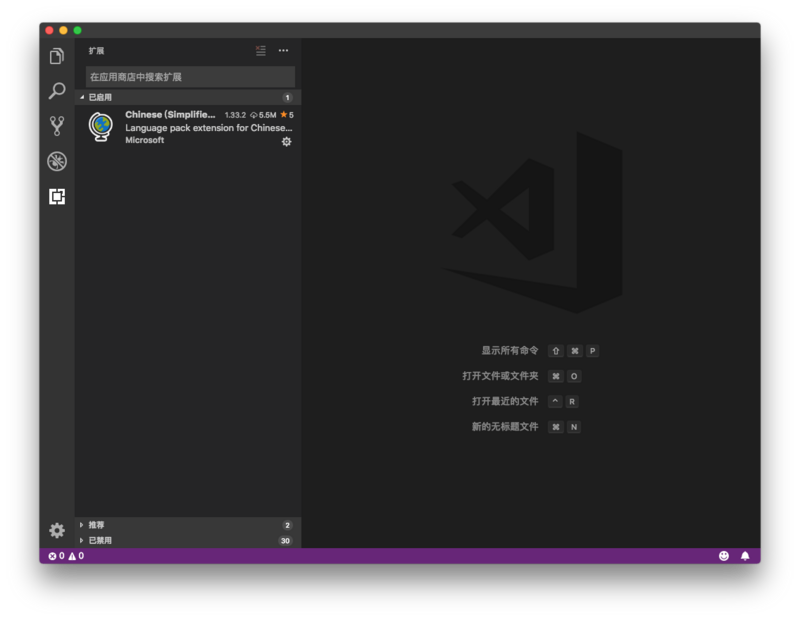 扩展
在应用商店中搜索扩展
已启用 1
Chinese (Simplifie... 1.33.2 5.5M ★ 5
Language pack extension for Chinese...
Microsoft
显示所有命令 ⇧ ⌘ P
打开文件或文件夹 ⌘ O
打开最近的文件 ^ R
新的无标题文件 ⌘ N
推荐 2
已禁用 30
0 0